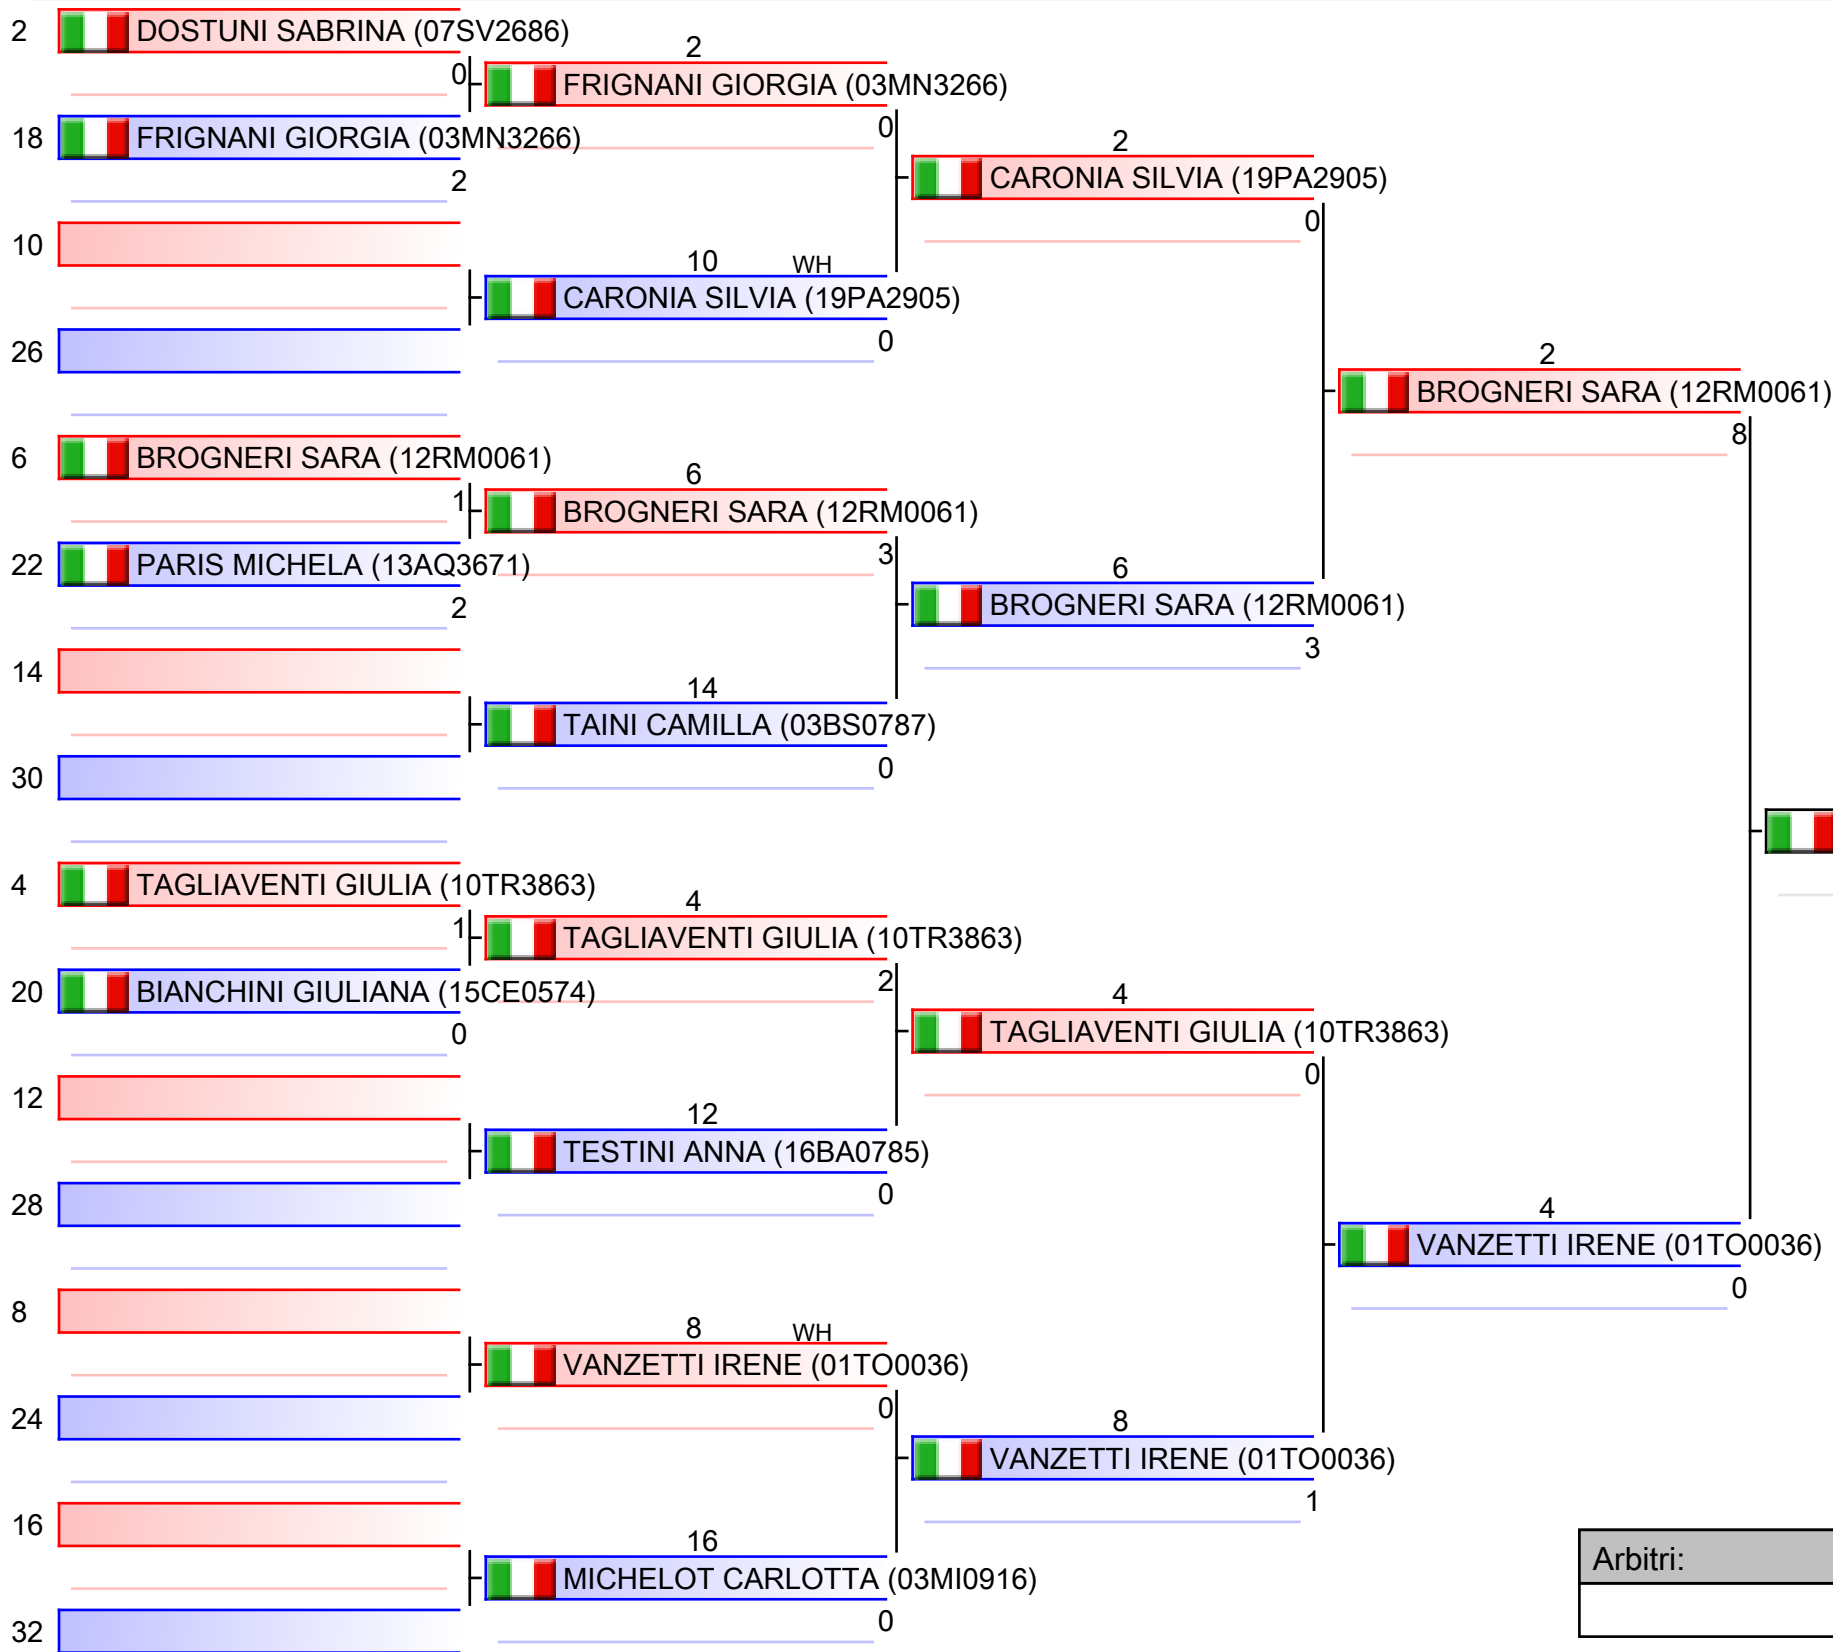 2 DOSTUNI SABRINA (07SV2686)
0
18 FRIGNANI GIORGIA (03MN3266)
2
10
26
6 BROGNERI SARA (12RM0061)
1
22 PARIS MICHELA (13AQ3671)
2
14
30
4 TAGLIAVENTI GIULIA (10TR3863)
1
20 BIANCHINI GIULIANA (15CE0574)
0
12
28
8
24
16
32
2
FRIGNANI GIORGIA (03MN3266)
0
10 WH
CARONIA SILVIA (19PA2905)
0
6
BROGNERI SARA (12RM0061)
3
14
TAINI CAMILLA (03BS0787)
0
4
TAGLIAVENTI GIULIA (10TR3863)
2
12
TESTINI ANNA (16BA0785)
0
8 WH
VANZETTI IRENE (01TO0036)
0
16
MICHELOT CARLOTTA (03MI0916)
0
2
CARONIA SILVIA (19PA2905)
0
6
BROGNERI SARA (12RM0061)
3
4
TAGLIAVENTI GIULIA (10TR3863)
0
8
VANZETTI IRENE (01TO0036)
1
2
BROGNERI SARA (12RM0061)
8
4
VANZETTI IRENE (01TO0036)
0
Arbitri: